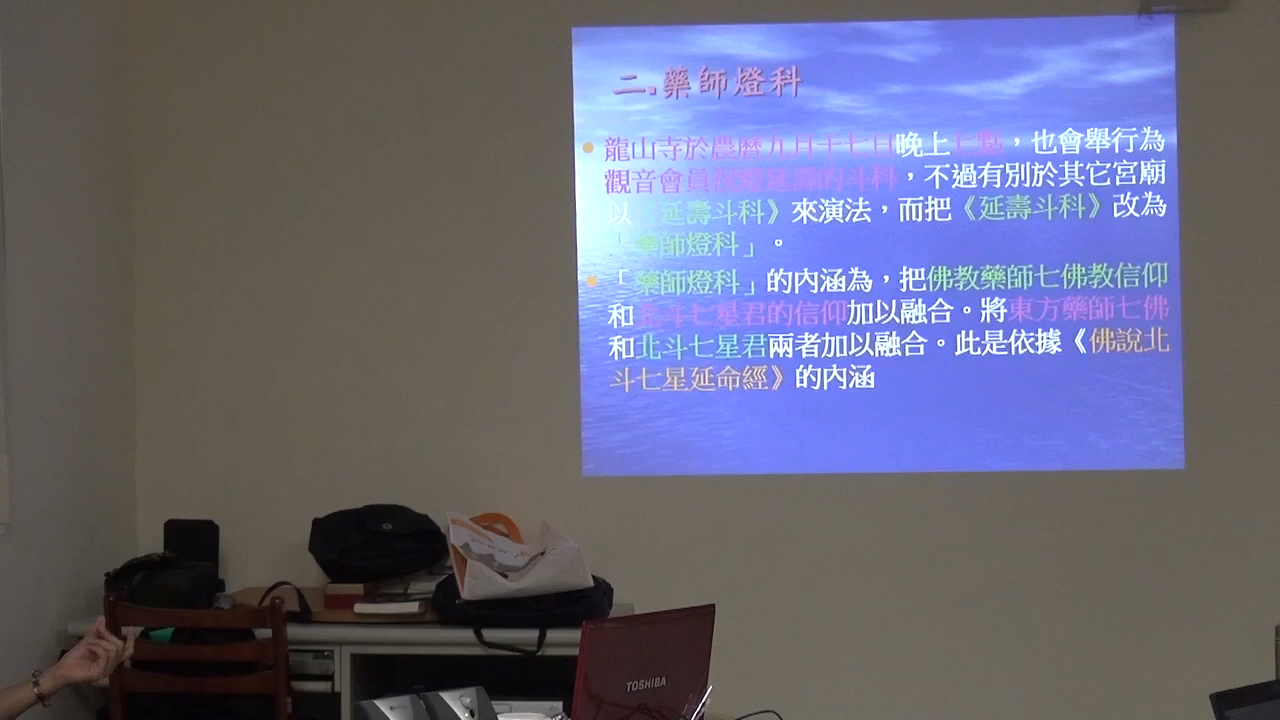 二.藥師燈科
龍山寺於農曆九月十七日晚上七點，也會舉行為
觀音會員祝燈延壽的斗科，不過有別於其它宮廟
以《延壽斗科》來演法，而把《延壽斗科》改為
「藥師燈科」。
「藥師燈科」的內涵為，把佛教藥師七佛教信仰
和北斗七星君的信仰加以融合。將東方藥師七佛
和北斗七星君兩者加以融合。此是依據《佛說北
斗七星延命經》的內涵
TOSHIBA